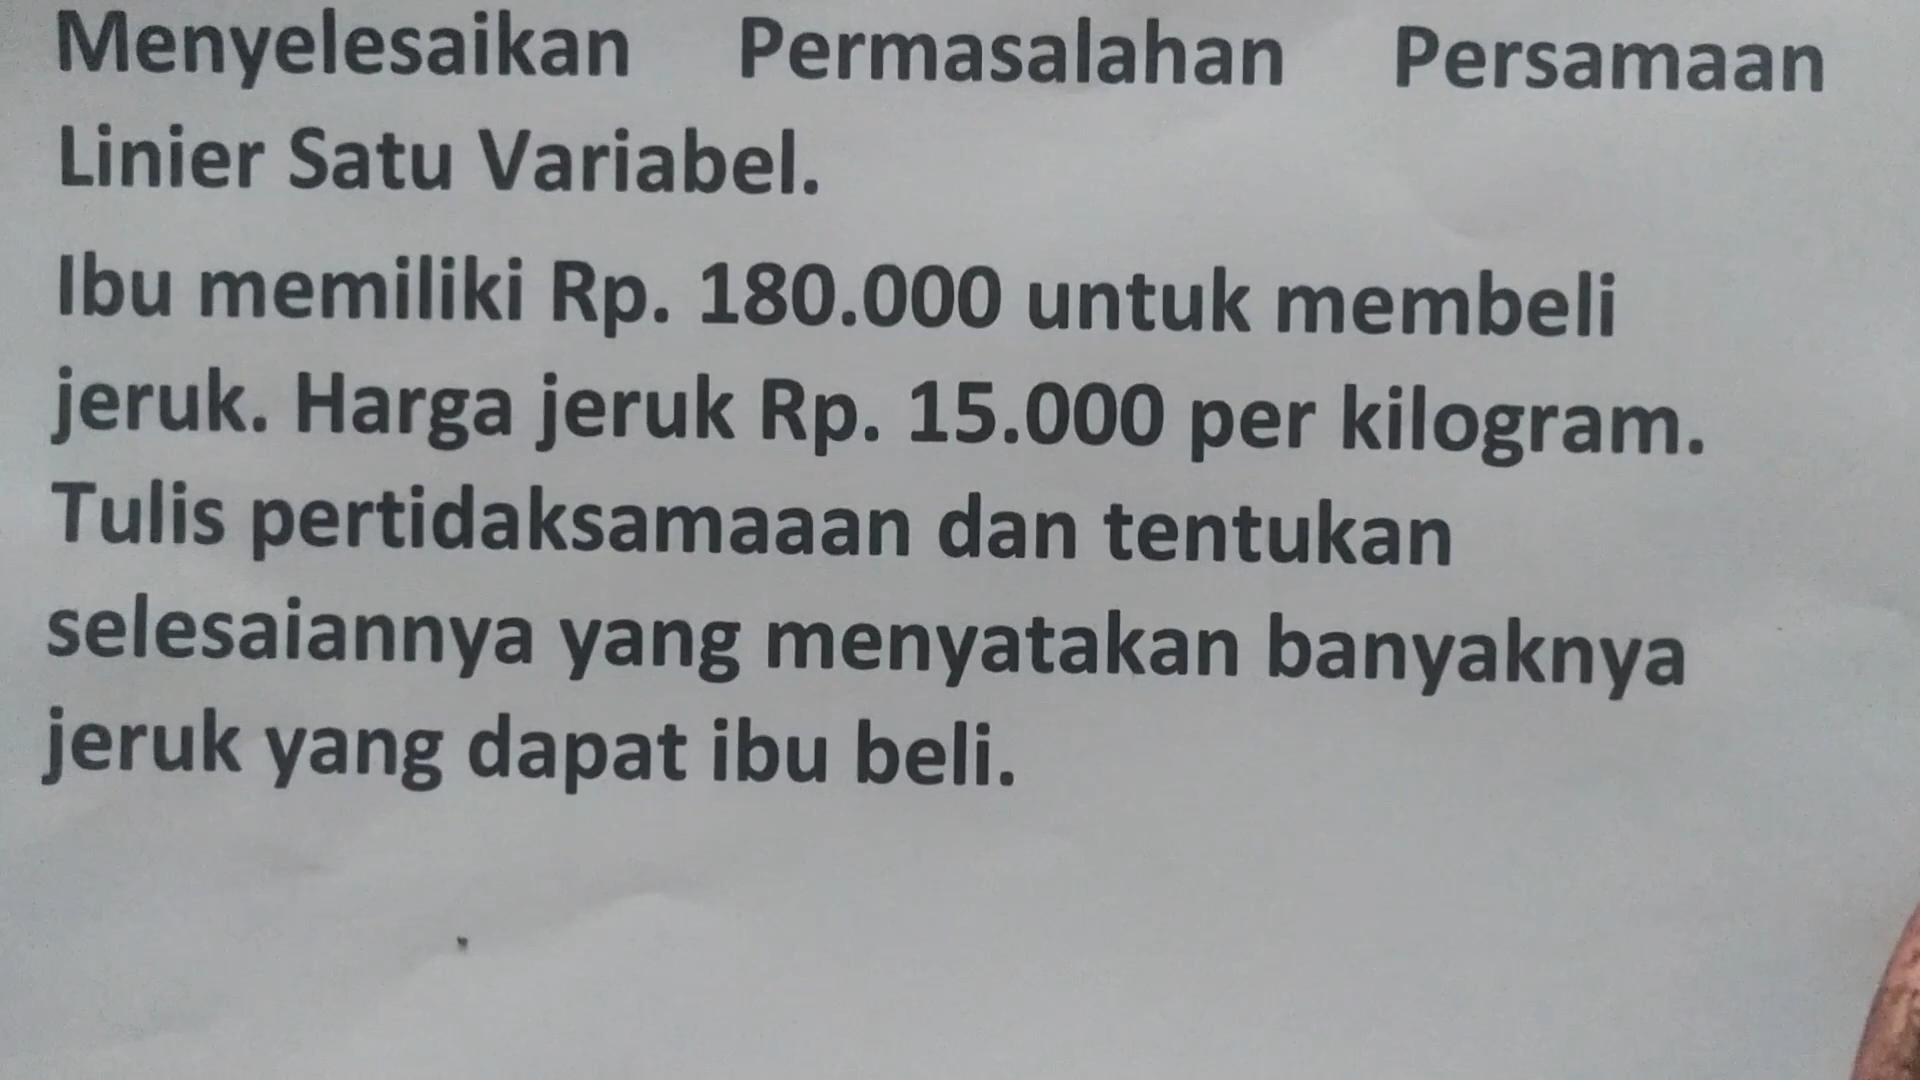 Menyelesaikan Permasalahan Persamaan
Linier Satu Variabel.
Ibu memiliki Rp. 180.000 untuk membeli
jeruk. Harga jeruk Rp. 15.000 per kilogram.
Tulis pertidaksamaaan dan tentukan
selesaiannya yang menyatakan banyaknya
jeruk yang dapat ibu beli.